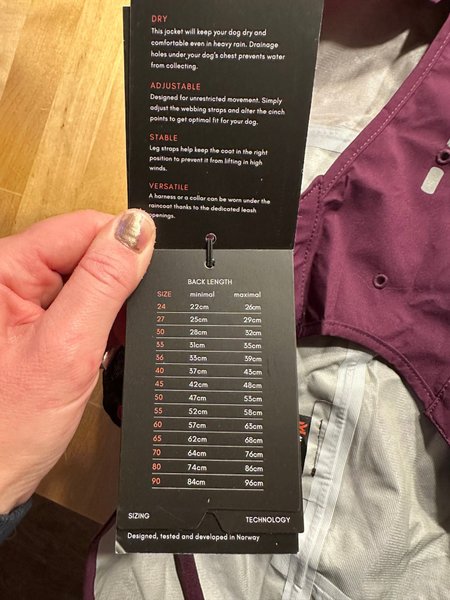 DRY
This jacket will keep your dog dry and
comfortable even in heavy rain. Drainage
holes under your dog's chest prevents water
from collecting.
ADJUSTABLE
Designed for unrestricted movement. Simply
adjust the webbing straps and alter the cinch
points to get optimal fit for your dog.
STABLE
Leg straps help keep the coat in the right
position to prevent it from lifting in high
winds.
VERSATILE
A harness or a collar can be worn under the
raincoat thanks to the dedicated leash
openings.
BACK LENGTH
SIZE minimal maximal
24 22cm 26cm
27 25cm 29cm
30 28cm 32cm
33 31cm 35cm
36 33cm 39cm
40 37cm 43cm
45 42cm 48cm
50 47cm 53cm
55 52cm 58cm
60 57cm 63cm
65 62cm 68cm
70 64cm 76cm
80 74cm 86cm
90 84cm 96cm
SIZING TECHNOLOGY
Designed, tested and developed in Norway